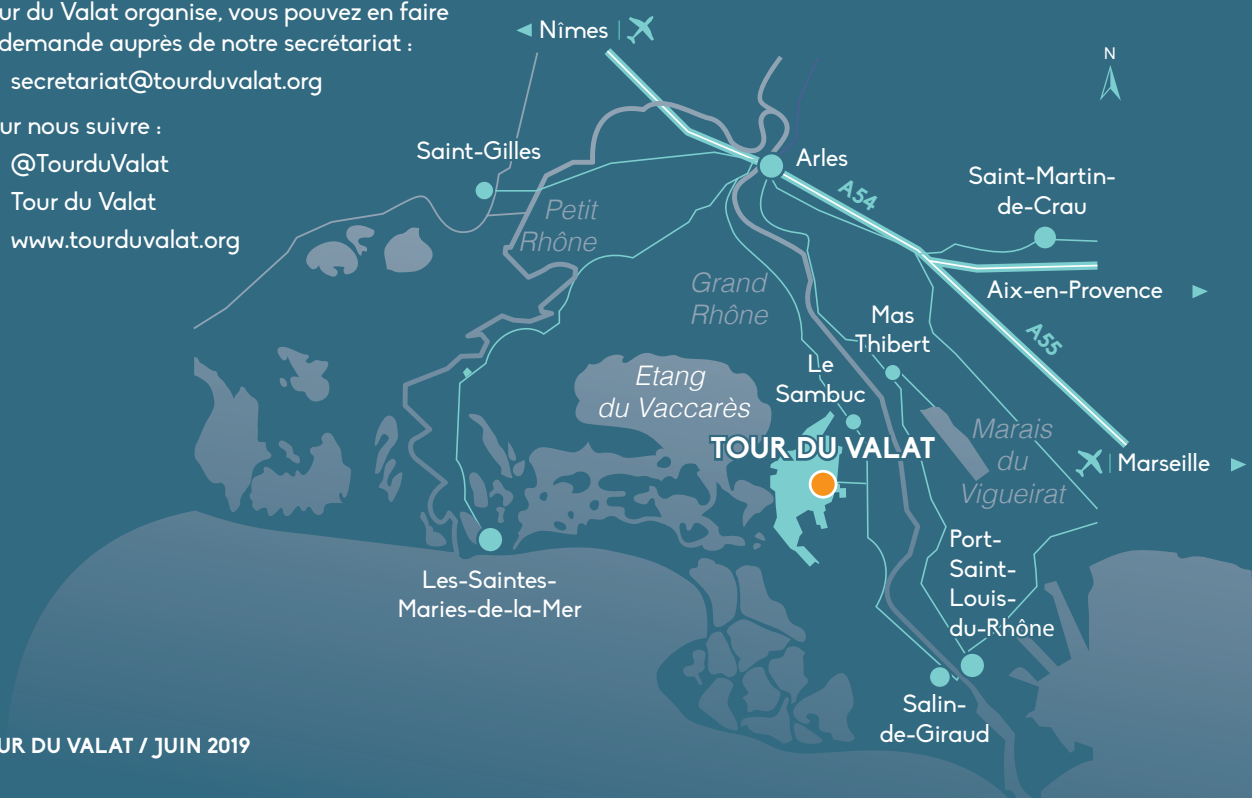 ur du Valat organise, vous pouvez en faire
demande auprès de notre secrétariat :
secretariat@tourduvalat.org
ur nous suivre :
@TourduValat
Tour du Valat
www.tourduvalat.org
Nîmes
N
Saint-Gilles
Arles
A54
Saint-Martin-
de-Crau
Petit
Rhône
Grand
Rhône
Aix-en-Provence
Mas
Thibert
A55
Le
Sambuc
Etang
du Vaccarès
TOUR DU VALAT
Marais
du
Vigueirat
Marseille
Port-
Saint-
Louis-
du-Rhône
Les-Saintes-
Maries-de-la-Mer
Salin-
de-Giraud
UR DU VALAT / JUIN 2019